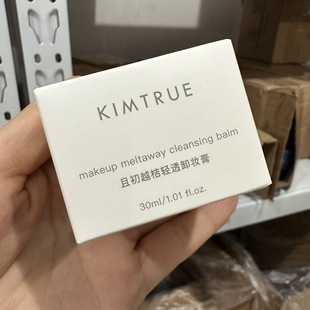 KIMTRUE
makeup meltaway cleansing balm
且初越桔轻透卸妆膏
30ml/1.01 fl.oz.